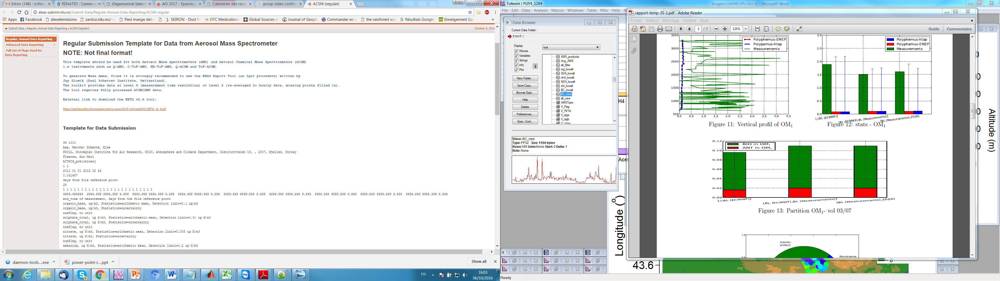 Inbox (348) - e.frene
RENATER : Connecti
Organisation Selecti
AO 2017 - Epandag
Calendrier des rand
group video confere
ACSM (regular)
ebas-submit.nilu.no/Submit-Data/Regular-Annual-Data-Reporting/ACSM-regular
Apps
Facebook
dieselemiisions
zardoz.nilu.no/~
Pied mange debo
SKIRON - Dust Fo
OTC Medications
Global Sources of
Journal of Geoph
Commander en Li
the rainforest way
Résultats Google
Enneigement San
Submit Data
Regular, Annual Data Reporting
ACSM (regular)
October 6, 2016
Regular, Annual Data Reporting
Advanced Data Reporting
Full List of Flags Used for
Data Reporting
Regular Submission Template for Data from Aerosol Mass Spectrometer
NOTE: Not final format!
This template should be used for both Aerosol Mass spectrometers (AMS) and Aerosol Chemical Mass Spectroemters (ACSM)
i.e instruments such as Q-AMS, C-ToF-AMS, HR-ToF-AMS, Q-ACSM and ToF-ACSM.
To generate Nasa Ames, files it is strongly recommended to use the EBAS Export Tool (an Igor procedure) written by
Jay Slowik (Paul Scherrer Institute, Switzerland).
The toolkit provides data at Level 0 (measurement time resolution) or Level 2 (re-averaged to hourly data, missing points filled in).
The tool requires fully processed ACSM/AMS data.
External link to download the EETA v2.6 tool:
https://psilists.ethz.ch/sympa/arc/actris-acsm/2015-10/msg00001/EETA_v2_6.ipf
Template for Data Submission
99 1001
Aas, Wenche; Someone, Else
NO01L, Norwegian Institute for Air Research, NILU, Atmosphere and Climate Department, Instituttveien 18, , 2007, Kjeller, Norway
Fjaeraa, Ann Mari
ACTRIS_preliminary
1 1
2011 01 01 2012 02 24
0.041667
days from file reference point
25
1 1 1 1 1 1 1 1 1 1 1 1 1 1 1 1 1 1 1 1 1 1 1 1 1
9999.999999 9999.999 9999.999 9.999 9999.999 9999.999 9.999 9999.999 9999.999 9.999 9999.999 9999.999 9.999 9999.999 9999.999 9.999 9999.999 9999.999 9.999 9999.999 9999.999 9.999 9999.999 9999.999 9.999
end_time of measurement, days from the file reference point
organic_mass, ug/m3, Statistics=arithmetic mean, Detection limit=0.1 ug/m3
organic_mass, ug/m3, Statistics=uncertainty
numflag, no unit
sulphate_total, ug S/m3, Statistics=arithmetic mean, Detection limit=0.01 ug S/m3
sulphate_total, ug S/m3, Statistics=uncertainty
numflag, no unit
nitrate, ug N/m3, Statistics=arithmetic mean, Detection limit=0.005 ug N/m3
nitrate, ug N/m3, Statistics=uncertainty
numflag, no unit
ammonium, ug N/m3, Statistics=arithmetic mean, Detection limit=0.2 ug N/m3
daemon-tools....exe
power-point-r....ppt
Show all
FR
16:03
06/10/2016
Tofware | PUY4_1204
File Edit Data Analysis Macros Windows Table Misc Help
Data Browser
Current Data Folder:
root:
Display
Waves
Variables
Strings
Info
Plot
root
New Folder...
Save Copy...
Browse Expt...
Help
Delete
Preferences...
Exec. Cmd...
AMS_products
Avg_AMS
alt_filter
org_lowalt
SO4_lowalt
nh4_lowalt
NO3_lowalt
chl_lowalt
BC_lowalt
BC_new
alt_new
AMSType
V_Flag
V_FitTol
V_siga
V_sigb
V_chisq
Wave: BC_new
Type: FP32 Size: 1104 bytes
Rows:196 Units:None Start: 0 Delta: 1
Note: None
H4
Ace
Longitude (°)
43.6
Altitude (m)
Ready
rapport-temp-35-1.pdf - Adobe Reader
Fichier Edition Affichage Fenêtre Aide
3 / 7
125%
Outils
Commentaire
3500
3000
2500
2000
1500
1000
500
0.0 0.5 1.0 1.5 2.0 2.5 3.0 3.5 4.0 4.5
Polyphemus-EMEP
Polypemus-htap
Measurements
Figure 11: Vertical profil of OM₁
3.0
2.5
2.0
1.5
1.0
0.5
0.0
Polyphemus-htap
Polyphemus-EMEP
Measurements
[<BL (ECMWF)]
[BL (ECMWF),BL (Measurements)]
[BL (Measurements),2500]
Figure 12: stats - OM₁
0.12
0.10
0.08
0.06
0.04
0.02
0.00
BIO in OM₁
ANT in OM₁
[<BL (ECMWF)]
[BL (ECMWF),BL (Measurements)]
[BL (Measurements),2500]
Figure 13: Partition OM₁- vol 03/07
1.0
0.8
Isoprene
products
Monoterpenes